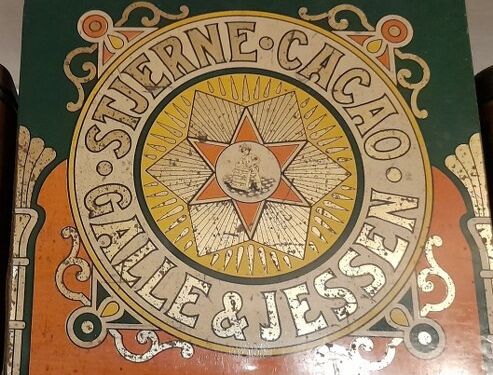 STJERNE · CACAO ·
GALLE & JESSEN